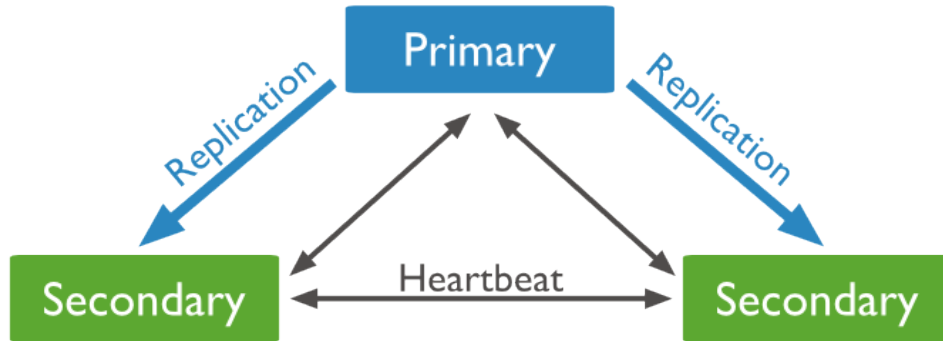 Primary
Replication
Replication
Heartbeat
Secondary
Secondary